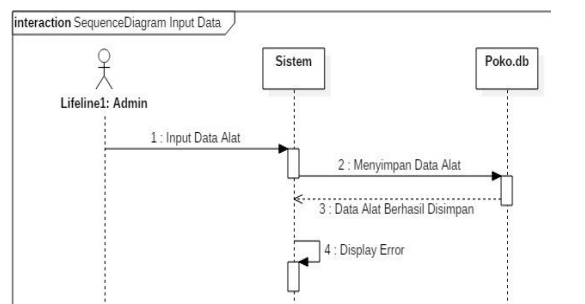 interaction SequenceDiagram Input Data
Sistem
Poko.db
Lifeline1: Admin
1 : Input Data Alat
2 : Menyimpan Data Alat
3 : Data Alat Berhasil Disimpan
4 : Display Error